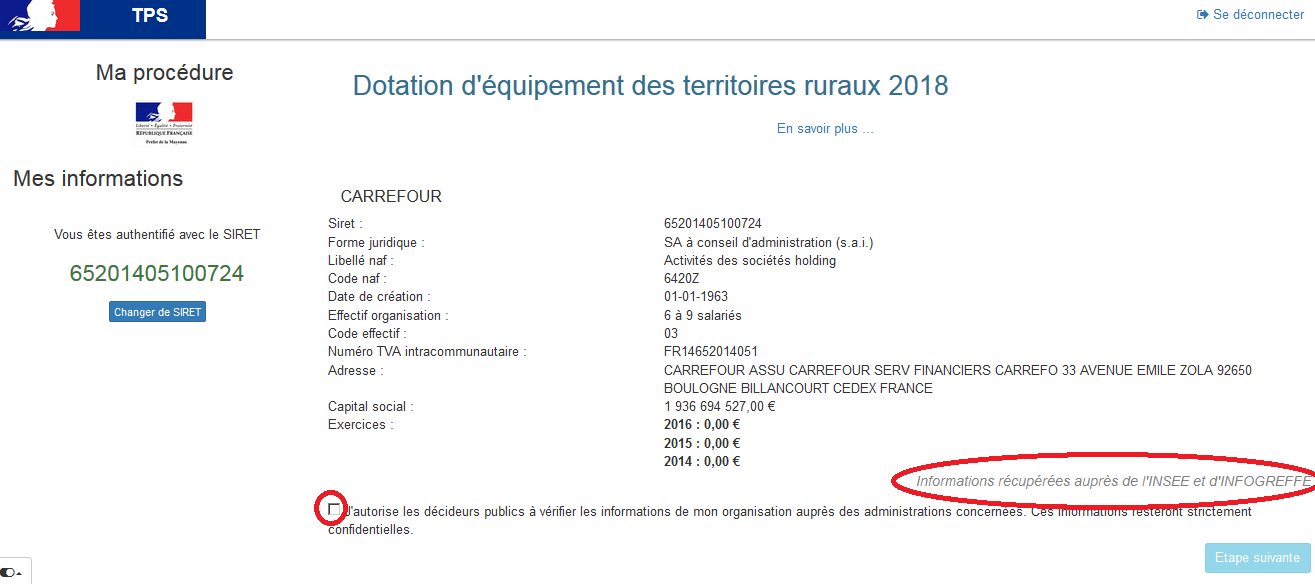 TPS
Se déconnecter
Ma procédure
Liberté • Égalité • Fraternité
RÉPUBLIQUE FRANÇAISE
Préfet de la Mayenne
Mes informations
Vous êtes authentifié avec le SIRET
65201405100724
Changer de SIRET
Dotation d'équipement des territoires ruraux 2018
En savoir plus ...
CARREFOUR
Siret : 65201405100724
Forme juridique : SA à conseil d'administration (s.a.i.)
Libellé naf : Activités des sociétés holding
Code naf : 6420Z
Date de création : 01-01-1963
Effectif organisation : 6 à 9 salariés
Code effectif : 03
Numéro TVA intracommunautaire : FR14652014051
Adresse : CARREFOUR ASSU CARREFOUR SERV FINANCIERS CARREFO 33 AVENUE EMILE ZOLA 92650
BOULOGNE BILLANCOURT CEDEX FRANCE
Capital social : 1 936 694 527,00 €
Exercices : 2016 : 0,00 €
2015 : 0,00 €
2014 : 0,00 €
Informations récupérées auprès de l'INSEE et d'INFOGREFFE
J'autorise les décideurs publics à vérifier les informations de mon organisation auprès des administrations concernées. Ces informations resteront strictement
confidentielles.
Etape suivante